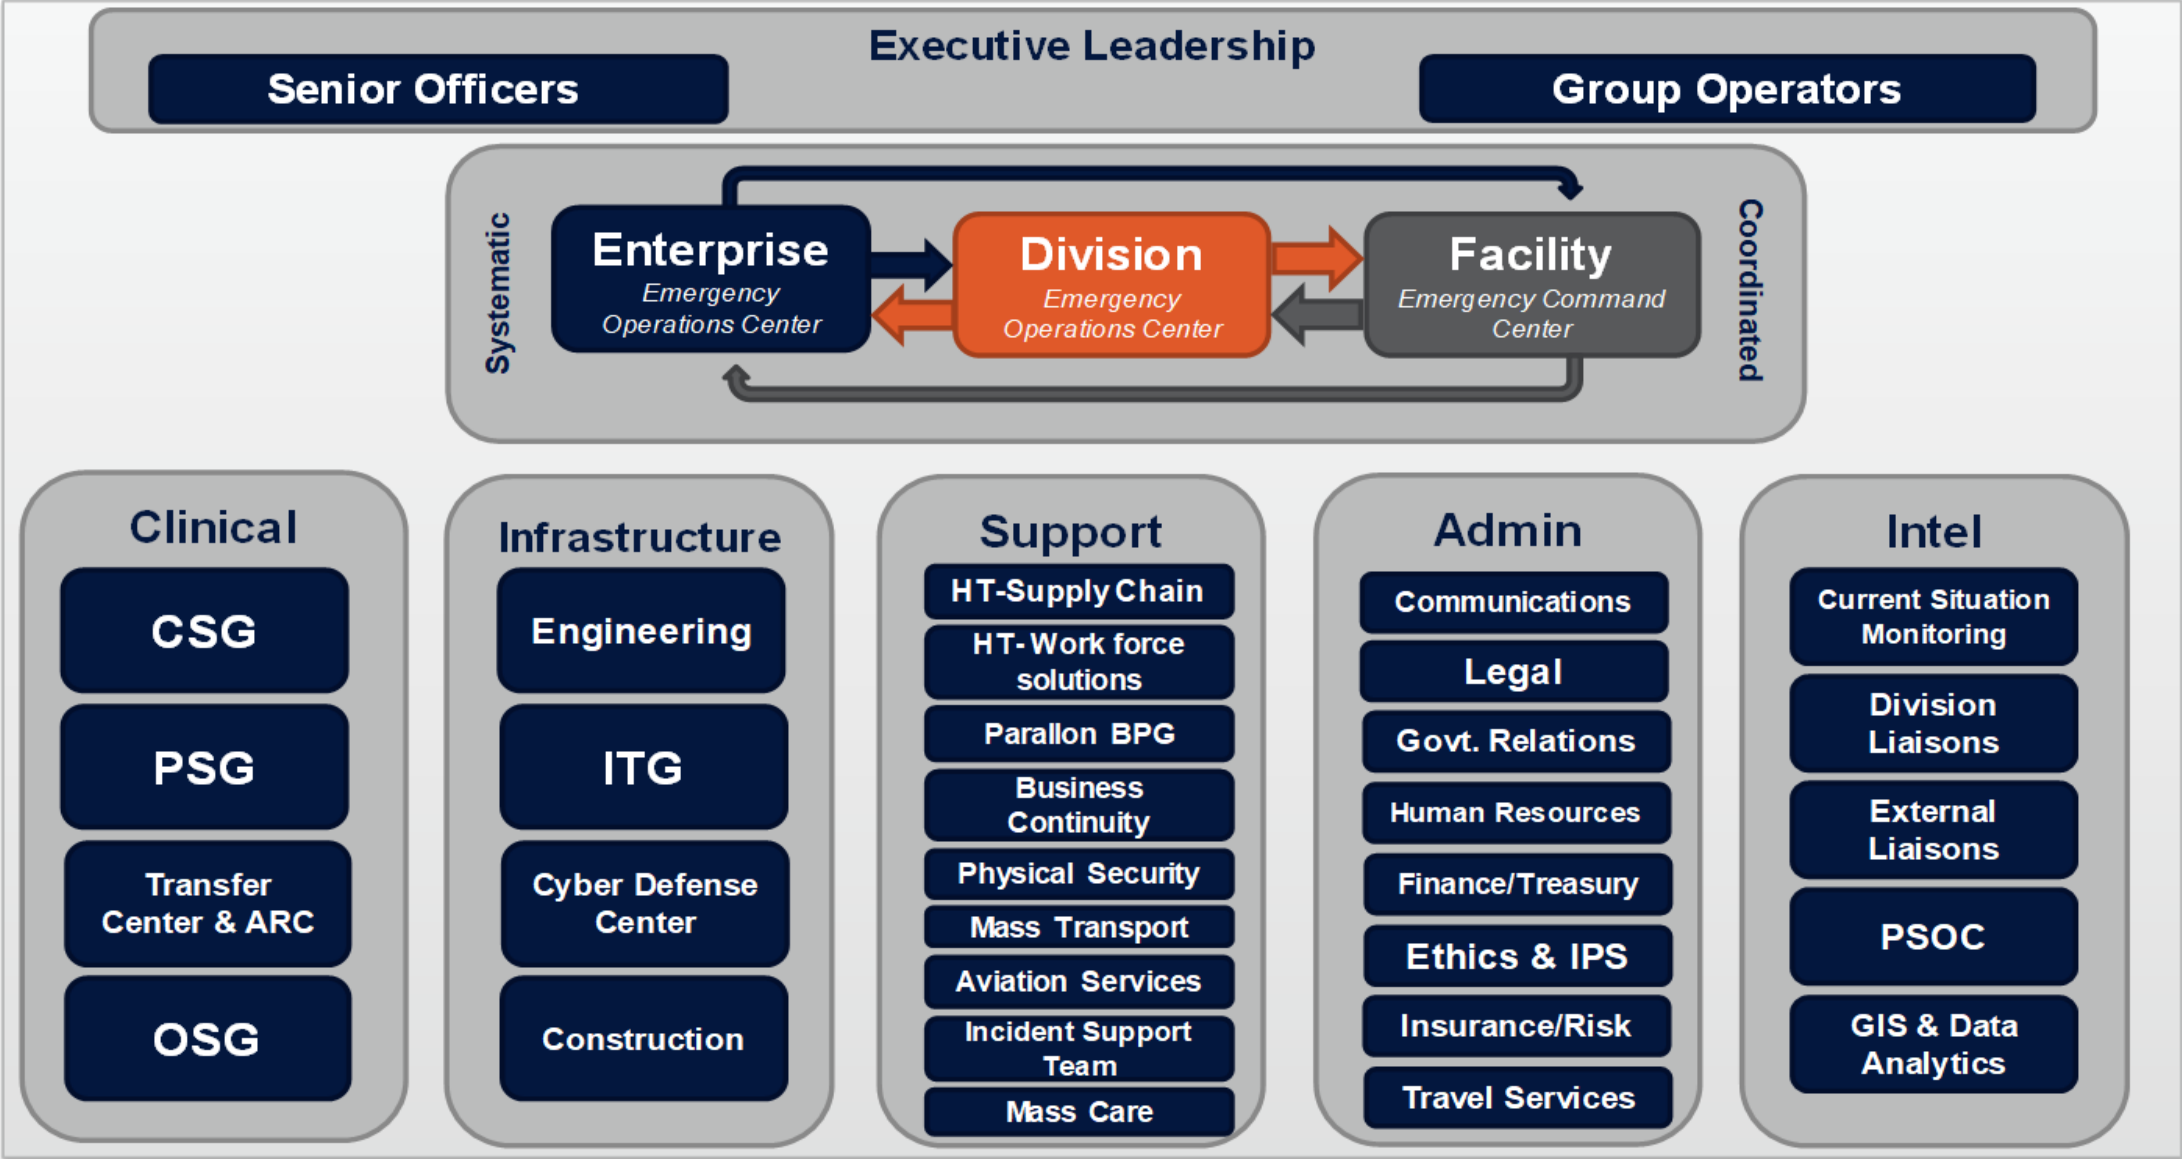 Executive Leadership
Senior Officers
Group Operators
Systematic
Enterprise
Emergency
Operations Center
Division
Emergency
Operations Center
Facility
Emergency Command
Center
Coordinated
Clinical
CSG
PSG
Transfer
Center & ARC
OSG
Infrastructure
Engineering
ITG
Cyber Defense
Center
Construction
Support
HT-Supply Chain
HT- Work force
solutions
Parallon BPG
Business
Continuity
Physical Security
Mass Transport
Aviation Services
Incident Support
Team
Mass Care
Admin
Communications
Legal
Govt. Relations
Human Resources
Finance/Treasury
Ethics & IPS
Insurance/Risk
Travel Services
Intel
Current Situation
Monitoring
Division
Liaisons
External
Liaisons
PSOC
GIS & Data
Analytics